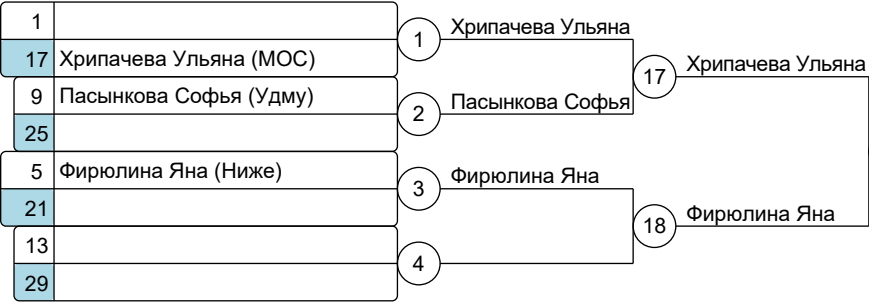 1
17 Хрипачева Ульяна (МОС)
9 Пасынкова Софья (Удму)
25
5 Фирюлина Яна (Ниже)
21
13
29
1 Хрипачева Ульяна
2 Пасынкова Софья
3 Фирюлина Яна
4
17 Хрипачева Ульяна
18 Фирюлина Яна